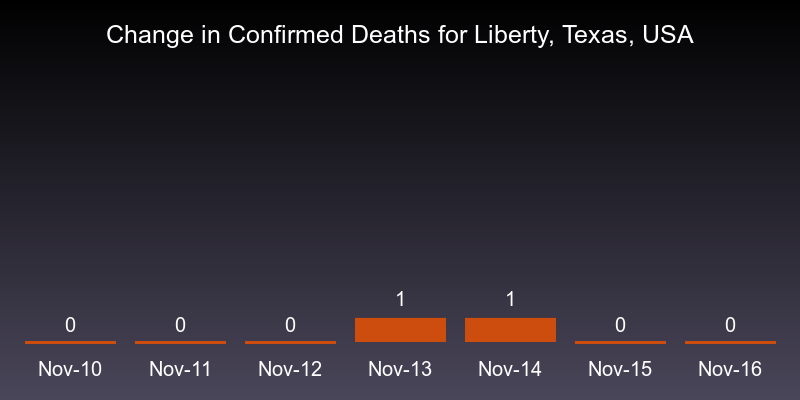 Change in Confirmed Deaths for Liberty, Texas, USA
0 0 0 1 1 0 0
Nov-10 Nov-11 Nov-12 Nov-13 Nov-14 Nov-15 Nov-16